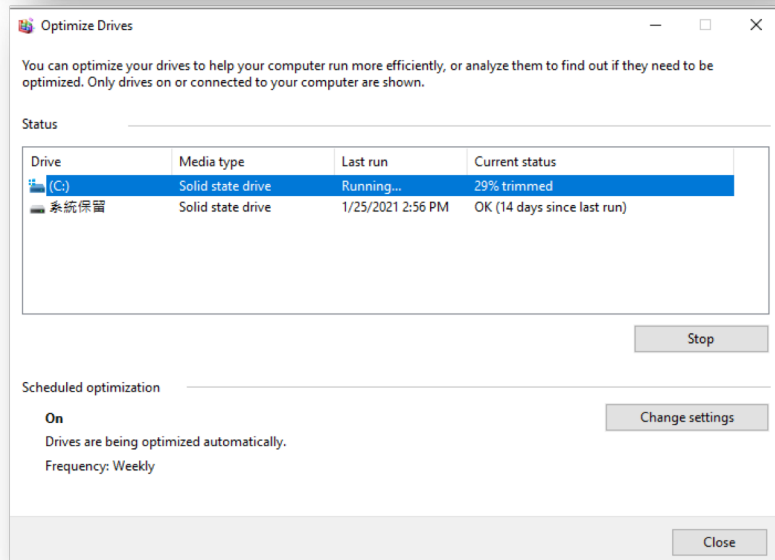 Optimize Drives
You can optimize your drives to help your computer run more efficiently, or analyze them to find out if they need to be
optimized. Only drives on or connected to your computer are shown.
Status
Drive Media type Last run Current status
(C:) Solid state drive Running... 29% trimmed
系統保留 Solid state drive 1/25/2021 2:56 PM OK (14 days since last run)
Stop
Scheduled optimization
On
Change settings
Drives are being optimized automatically.
Frequency: Weekly
Close